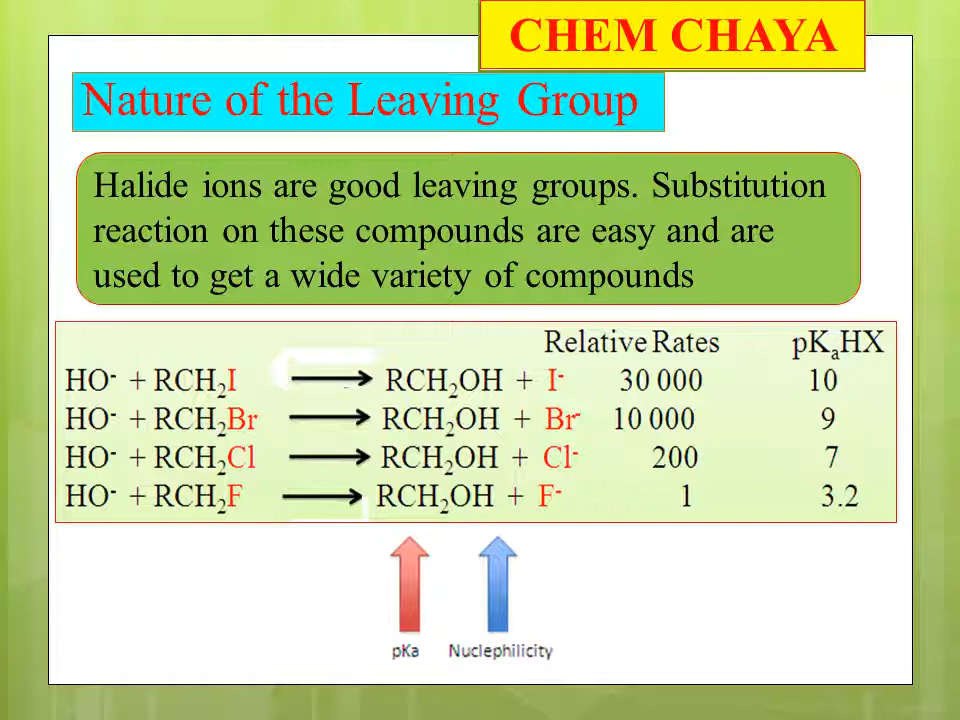 CHEM CHAYA
Nature of the Leaving Group
Halide ions are good leaving groups. Substitution
reaction on these compounds are easy and are
used to get a wide variety of compounds
Relative Rates pKₐHX
HO⁻ + RCH₂I ⟶ RCH₂OH + I⁻ 30 000 10
HO⁻ + RCH₂Br ⟶ RCH₂OH + Br⁻ 10 000 9
HO⁻ + RCH₂Cl ⟶ RCH₂OH + Cl⁻ 200 7
HO⁻ + RCH₂F ⟶ RCH₂OH + F⁻ 1 3.2
pKa Nuclephilicity